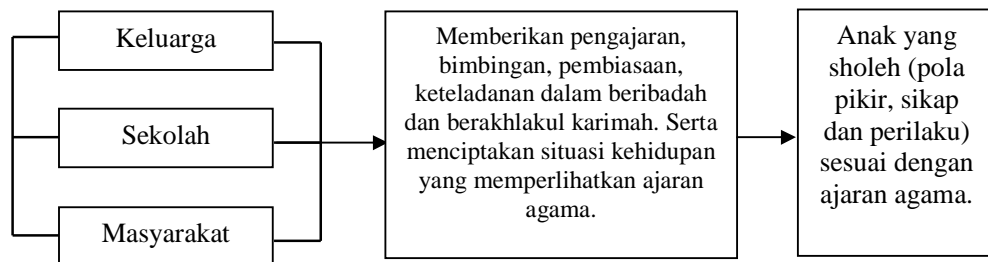 Keluarga
Sekolah
Masyarakat
Memberikan pengajaran,
bimbingan, pembiasaan,
keteladanan dalam beribadah
dan berakhlakul karimah. Serta
menciptakan situasi kehidupan
yang memperlihatkan ajaran
agama.
Anak yang
sholeh (pola
pikir, sikap
dan perilaku)
sesuai dengan
ajaran agama.